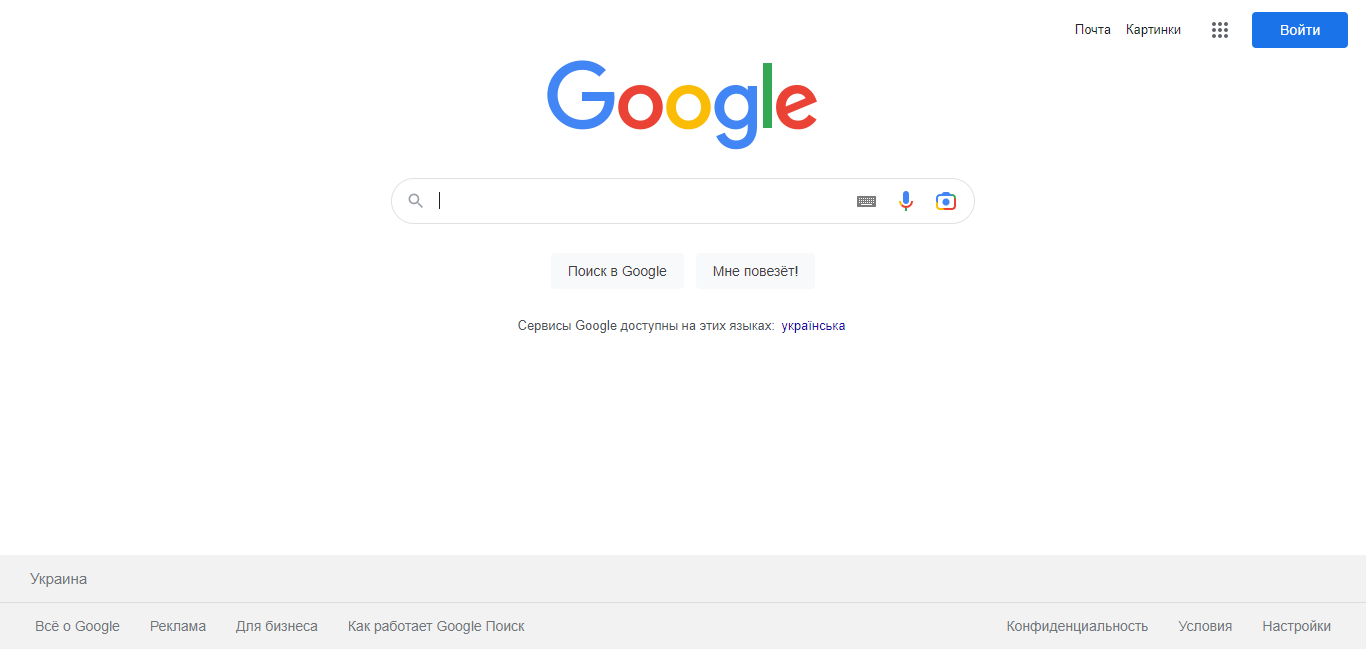 Почта Картинки Войти
Google
Поиск в Google Мне повезёт!
Сервисы Google доступны на этих языках: українська
Украина
Всё о Google Реклама Для бизнеса Как работает Google Поиск Конфиденциальность Условия Настройки